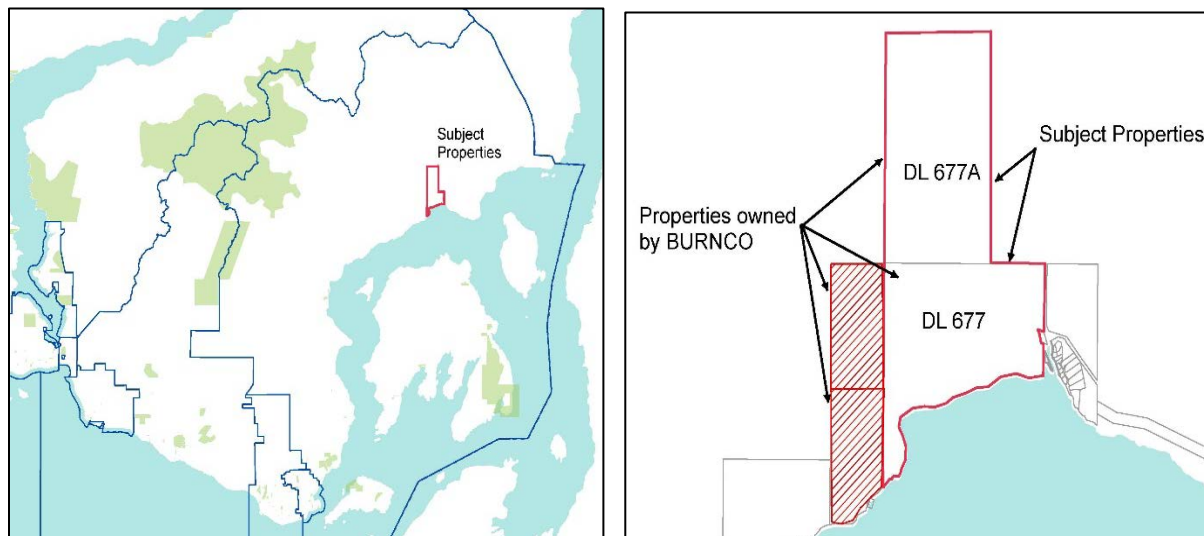 Subject
Properties
DL 677A
Subject Properties
Properties owned
by BURNCO
DL 677